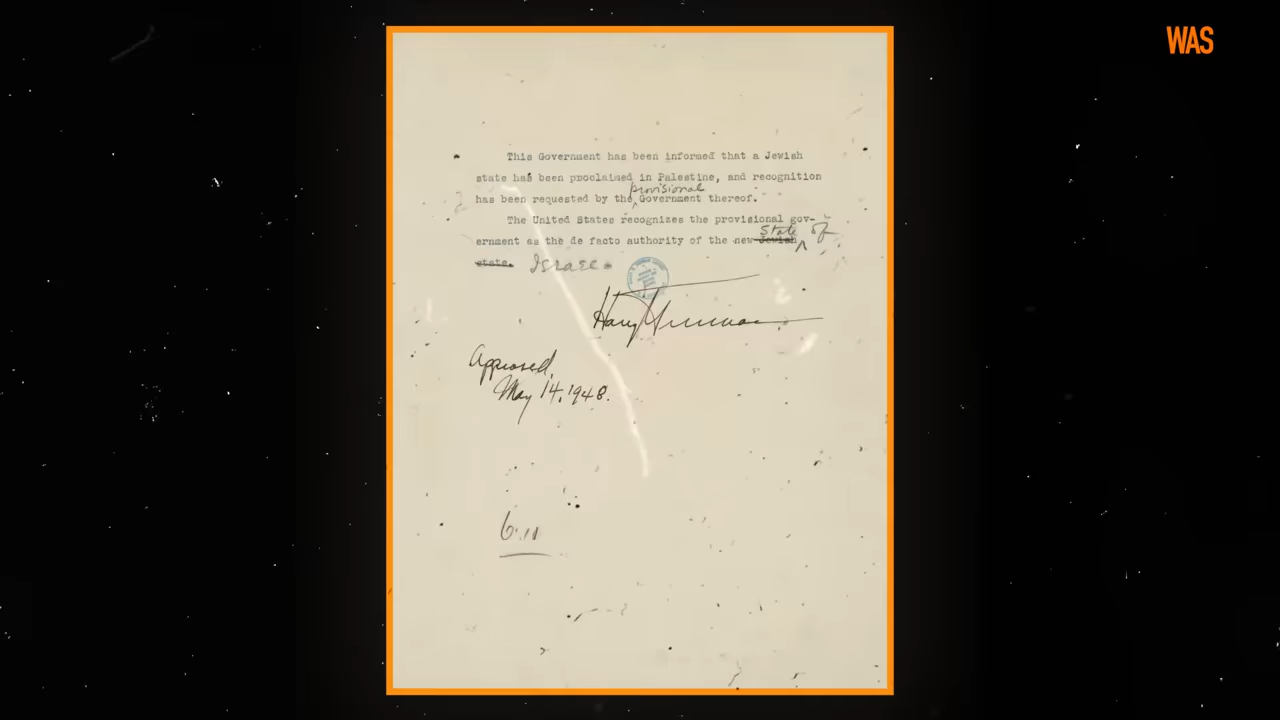 WAS
This Government has been informed that a Jewish
state has been proclaimed in Palestine, and recognition
provisional
has been requested by the Government thereof.
The United States recognizes the provisional gov-
State of
ernment as the de facto authority of the new Jewish
state. Israel.
Harry Truman
Approved,
May 14, 1948.
6.11